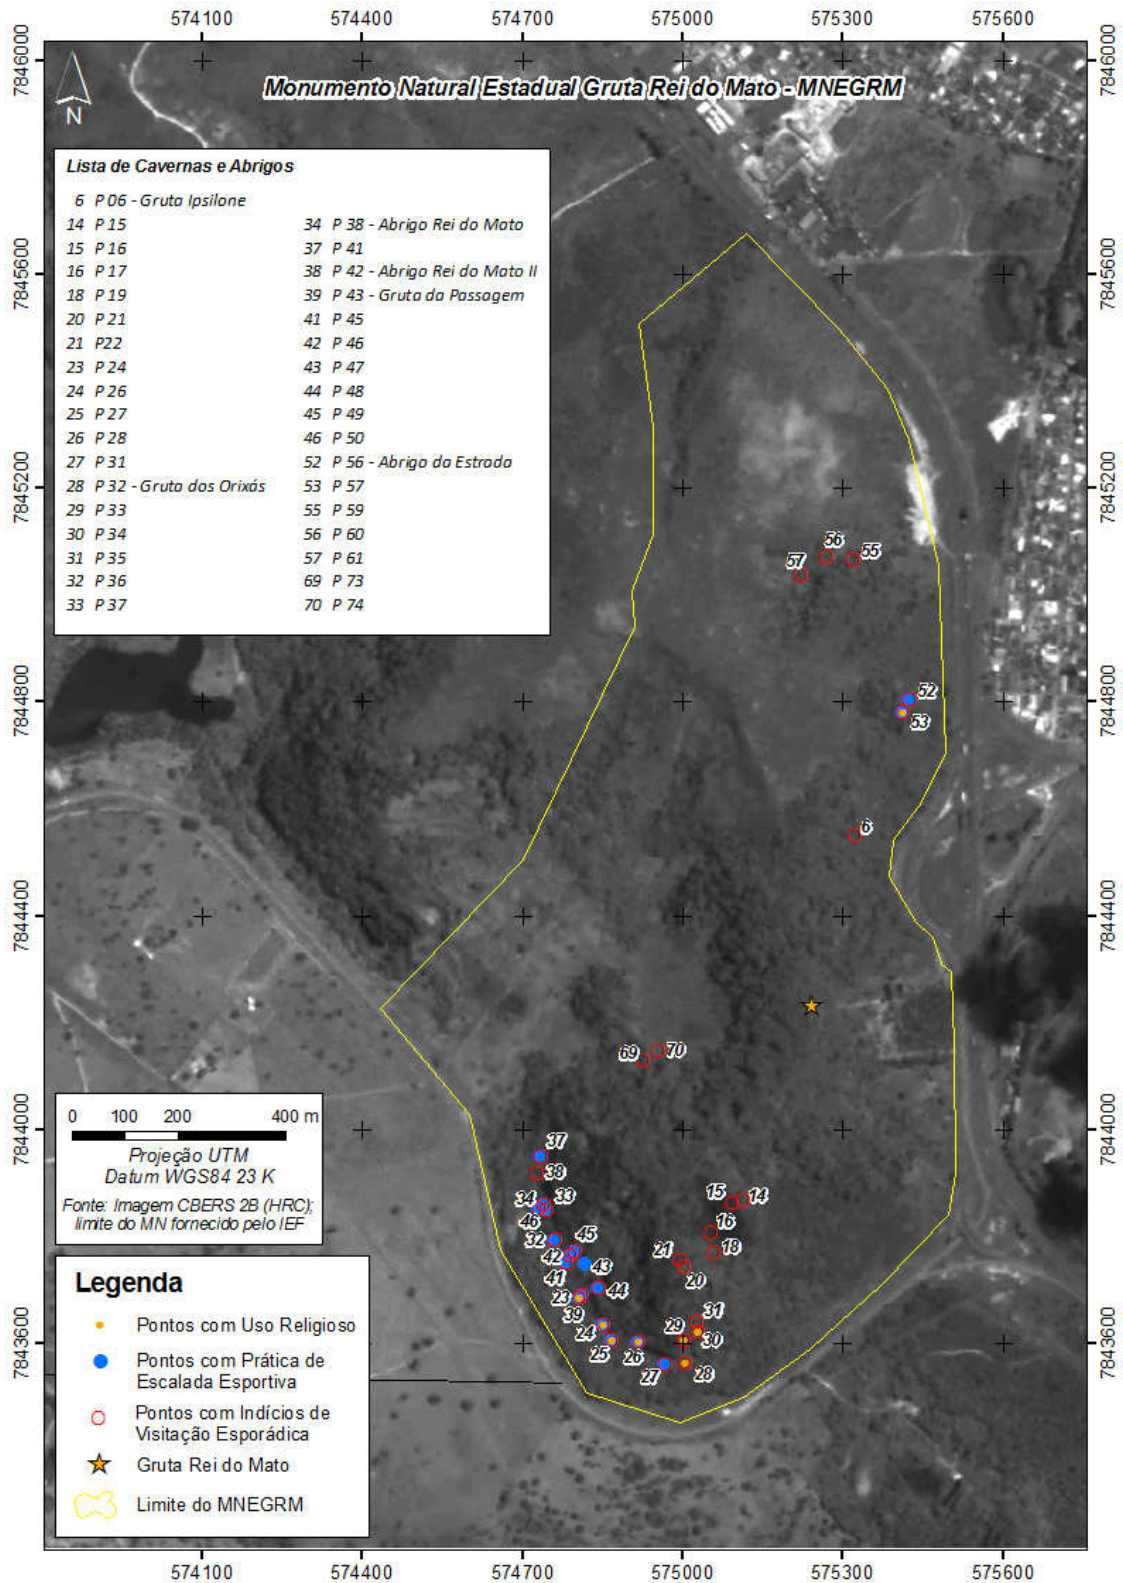 574100 574400 574700 575000 575300 575600
7846000 7846000
Monumento Natural Estadual Gruta Rei do Mato - MNEGRM
N
Lista de Cavernas e Abrigos
6 P 06 - Gruta Ipsilone
14 P 15 34 P 38 - Abrigo Rei do Mato
15 P 16 37 P 41
16 P 17 38 P 42 - Abrigo Rei do Mato II
18 P 19 39 P 43 - Gruta da Passagem
20 P 21 41 P 45
21 P22 42 P 46
23 P 24 43 P 47
24 P 26 44 P 48
25 P 27 45 P 49
26 P 28 46 P 50
27 P 31 52 P 56 - Abrigo da Estrada
28 P 32 - Gruta dos Orixás 53 P 57
29 P 33 55 P 59
30 P 34 56 P 60
31 P 35 57 P 61
32 P 36 69 P 73
33 P 37 70 P 74
7845600 7845600
7845200 7845200
56
57 55
7844800 7844800
52
53
6
7844400 7844400
69 70
7844000 7844000
0 100 200 400 m
Projeção UTM
Datum WGS84 23 K
Fonte: Imagem CBERS 2B (HRC);
limite do MN fornecido pelo IEF
37
38
34 33
46
15 14
16
32 45
42 43
41
21 18
20
23 44
39
24 31
25 26 29 30
27 28
7843600 7843600
Legenda
Pontos com Uso Religioso
Pontos com Prática de
Escalada Esportiva
Pontos com Indícios de
Visitação Esporádica
Gruta Rei do Mato
Limite do MNEGRM
574100 574400 574700 575000 575300 575600